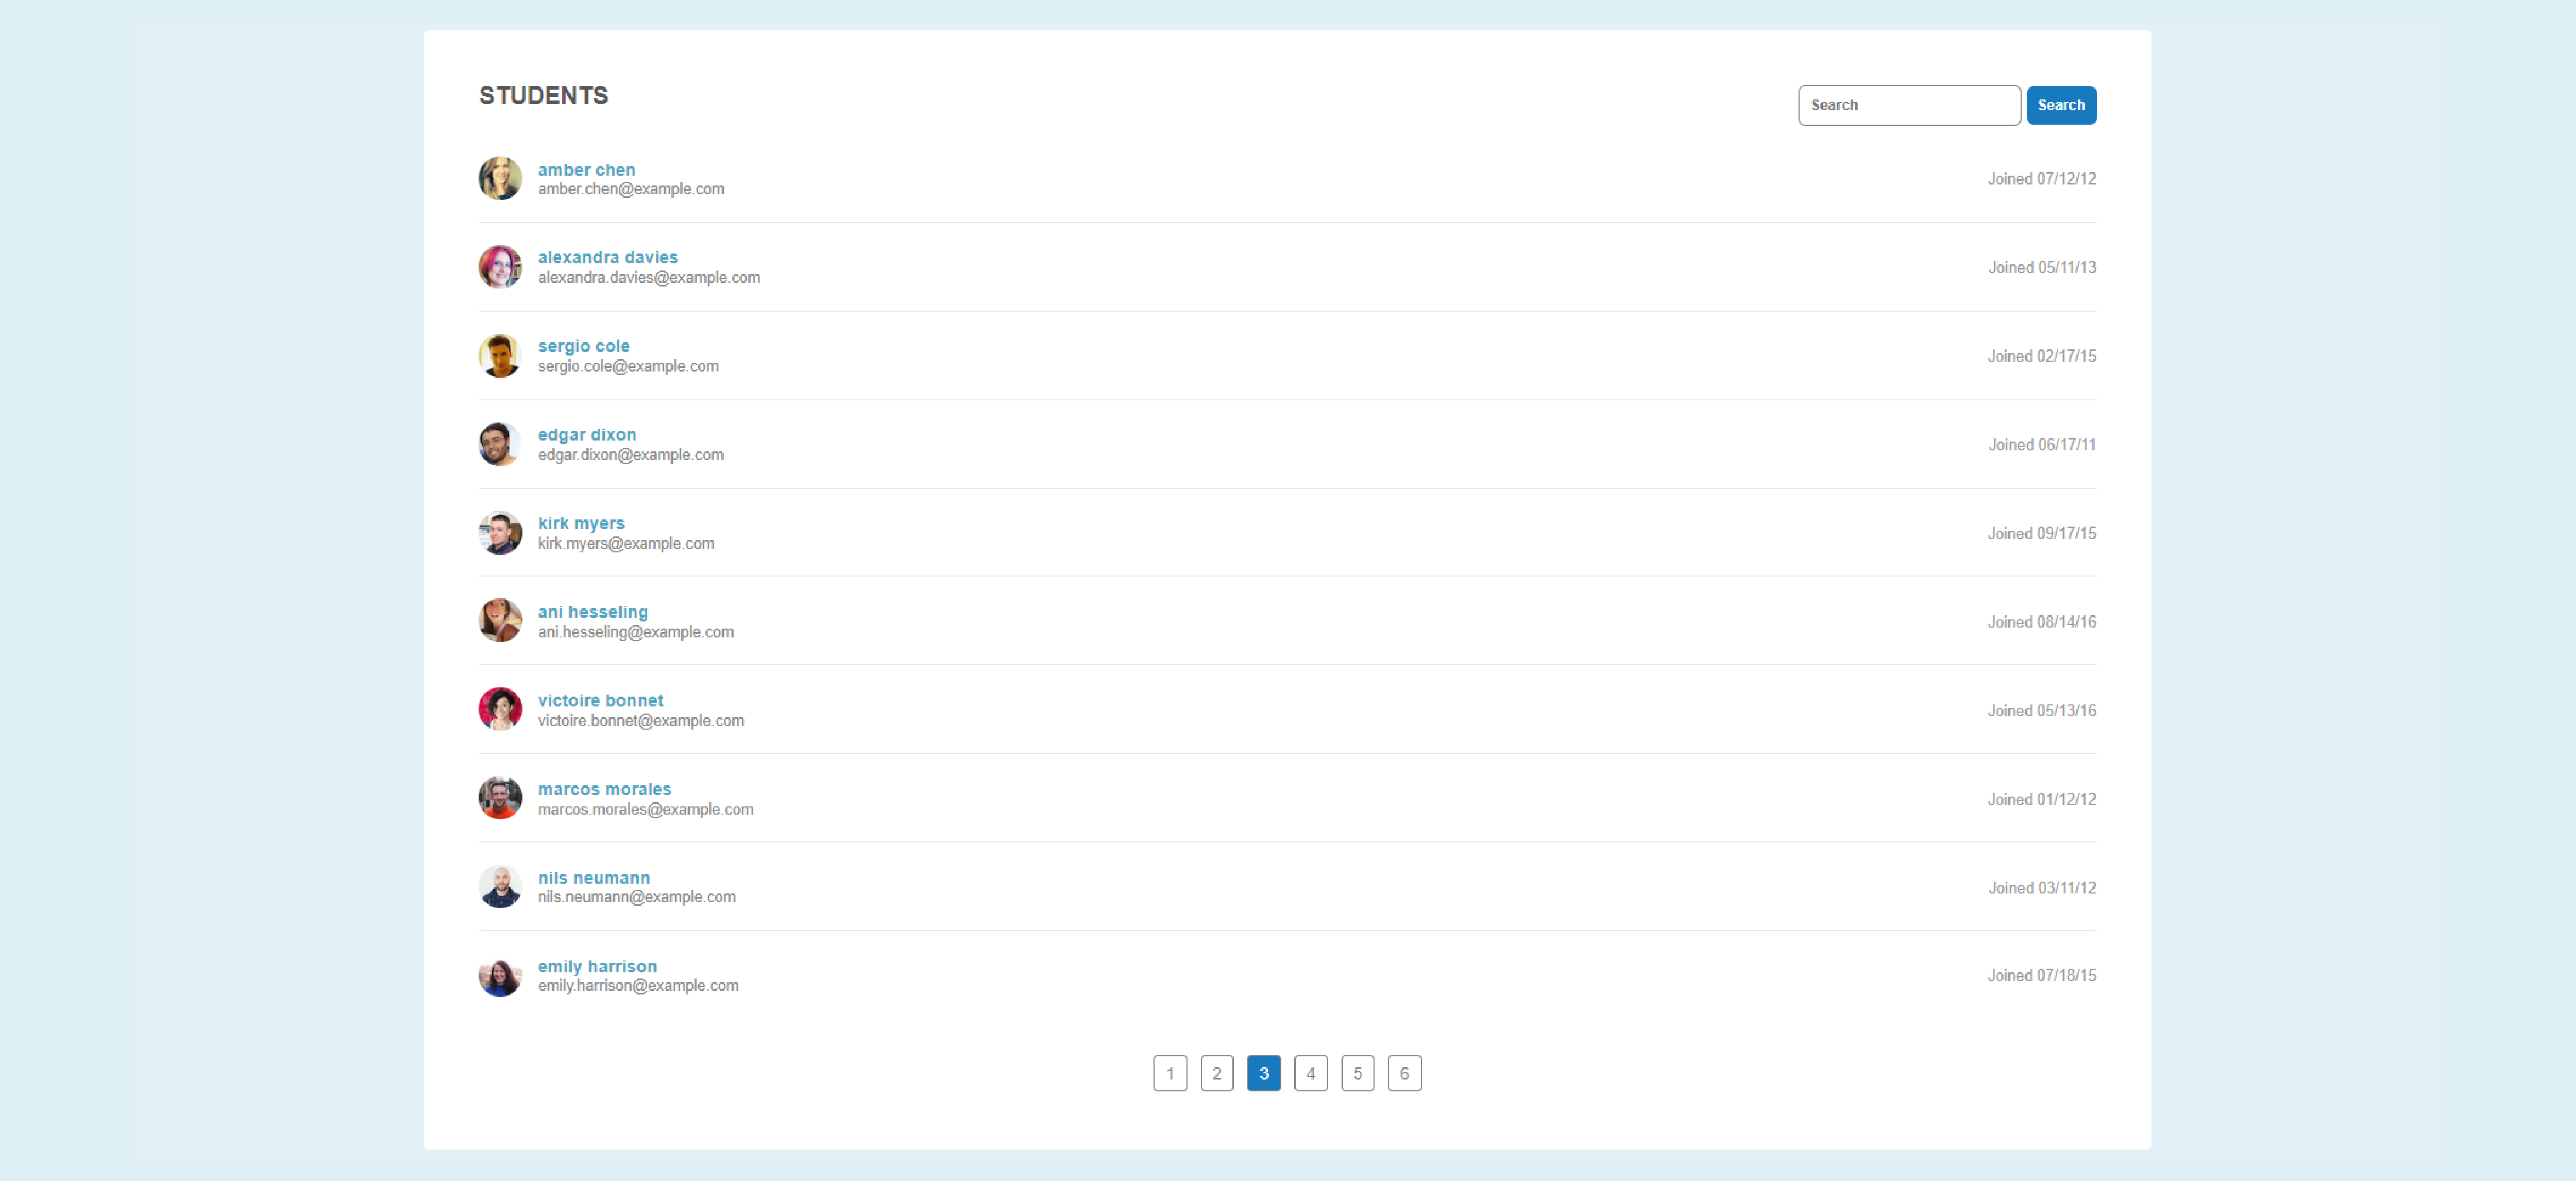 STUDENTS
Search Search
amber chen
amber.chen@example.com
Joined 07/12/12
alexandra davies
alexandra.davies@example.com
Joined 05/11/13
sergio cole
sergio.cole@example.com
Joined 02/17/15
edgar dixon
edgar.dixon@example.com
Joined 06/17/11
kirk myers
kirk.myers@example.com
Joined 09/17/15
ani hesseling
ani.hesseling@example.com
Joined 08/14/16
victoire bonnet
victoire.bonnet@example.com
Joined 05/13/16
marcos morales
marcos.morales@example.com
Joined 01/12/12
nils neumann
nils.neumann@example.com
Joined 03/11/12
emily harrison
emily.harrison@example.com
Joined 07/18/15
1 2 3 4 5 6